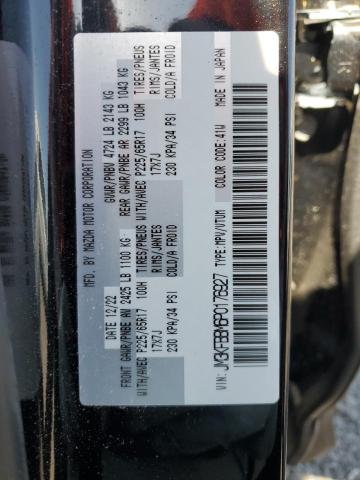 MFD. BY MAZDA MOTOR CORPORATION
MADE IN JAPAN
DATE 12/22
GVWR/PNBV 4724 LB 2143 KG
FRONT GAWR/PNBE AV 2425 LB 1100 KG
REAR GAWR/PNBE AR 2299 LB 1043 KG
WITH/AVEC P225/65R17 100H TIRES/PNEUS
WITH/AVEC P225/65R17 100H TIRES/PNEUS
17X7J RIMS/JANTES
17X7J RIMS/JANTES
230 KPA/34 PSI COLD/A FROID
230 KPA/34 PSI COLD/A FROID
COLOR CODE:41W
TYPE:MPV/VTUM
VIN: